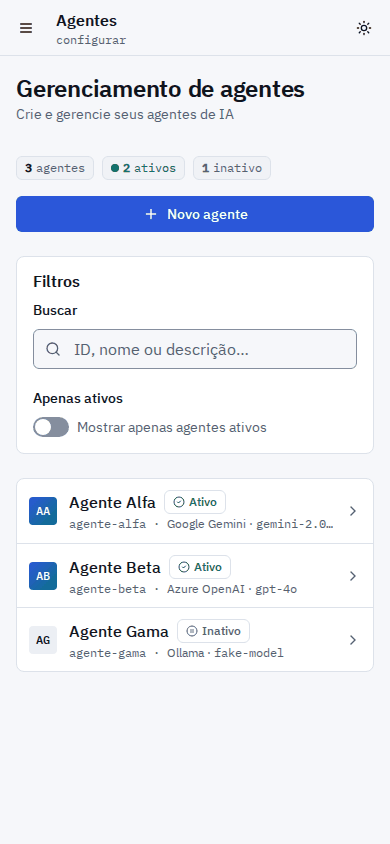 Agentes
configurar
Gerenciamento de agentes
Crie e gerencie seus agentes de IA
3 agentes 2 ativos 1 inativo
Novo agente
Filtros
Buscar
ID, nome ou descrição...
Apenas ativos
Mostrar apenas agentes ativos
AA Agente Alfa Ativo
agente-alfa · Google Gemini · gemini-2.0…
AB Agente Beta Ativo
agente-beta · Azure OpenAI · gpt-4o
AG Agente Gama Inativo
agente-gama · Ollama · fake-model